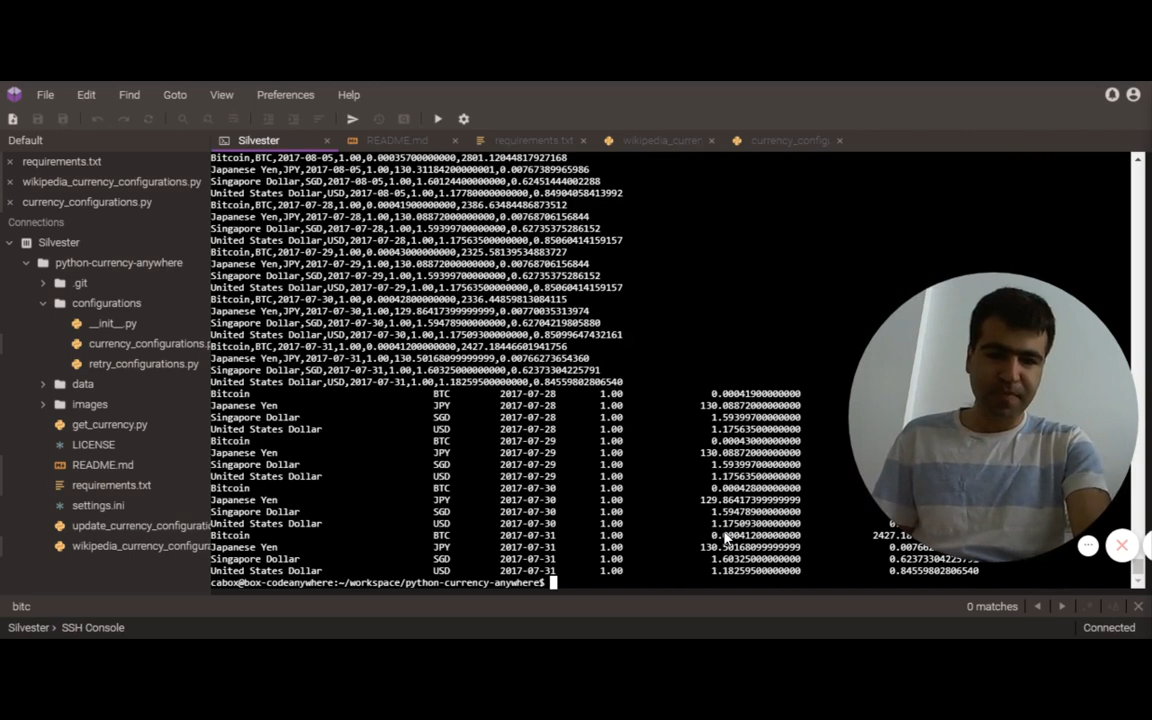 File Edit Find Goto View Preferences Help
Default
Silvester × README.md × requirements.txt × wikipedia_currer × currency_config ×
× requirements.txt
× wikipedia_currency_configurations.py
× currency_configurations.py
Connections
Silvester
python-currency-anywhere
.git
configurations
__init__.py
currency_configurations.p
retry_configurations.py
data
images
get_currency.py
LICENSE
README.md
requirements.txt
settings.ini
update_currency_configuratio
wikipedia_currency_configura
Bitcoin,BTC,2017-08-05,1.00,0.00035700000000,2801.12044817927168
Japanese Yen,JPY,2017-08-05,1.00,130.31184200000001,0.00767389965986
Singapore Dollar,SGD,2017-08-05,1.00,1.60124400000000,0.62451444002288
United States Dollar,USD,2017-08-05,1.00,1.17780000000000,0.84904058413992
Bitcoin,BTC,2017-07-28,1.00,0.00041900000000,2386.63484486873512
Japanese Yen,JPY,2017-07-28,1.00,130.08872000000000,0.00768706156844
Singapore Dollar,SGD,2017-07-28,1.00,1.59399700000000,0.62735375286152
United States Dollar,USD,2017-07-28,1.00,1.17563500000000,0.85060414159157
Bitcoin,BTC,2017-07-29,1.00,0.00043000000000,2325.58139534883727
Japanese Yen,JPY,2017-07-29,1.00,130.08872000000000,0.00768706156844
Singapore Dollar,SGD,2017-07-29,1.00,1.59399700000000,0.62735375286152
United States Dollar,USD,2017-07-29,1.00,1.17563500000000,0.85060414159157
Bitcoin,BTC,2017-07-30,1.00,0.00042800000000,2336.44859813084115
Japanese Yen,JPY,2017-07-30,1.00,129.86417399999999,0.00770035313974
Singapore Dollar,SGD,2017-07-30,1.00,1.59478900000000,0.62704219805880
United States Dollar,USD,2017-07-30,1.00,1.17509300000000,0.85099647432161
Bitcoin,BTC,2017-07-31,1.00,0.00041200000000,2427.18446601941756
Japanese Yen,JPY,2017-07-31,1.00,130.50168099999999,0.00766273654360
Singapore Dollar,SGD,2017-07-31,1.00,1.60325000000000,0.62373304225791
United States Dollar,USD,2017-07-31,1.00,1.18259500000000,0.84559802806540
Bitcoin BTC 2017-07-28 1.00 0.00041900000000
Japanese Yen JPY 2017-07-28 1.00 130.08872000000000
Singapore Dollar SGD 2017-07-28 1.00 1.59399700000000
United States Dollar USD 2017-07-28 1.00 1.17563500000000
Bitcoin BTC 2017-07-29 1.00 0.00043000000000
Japanese Yen JPY 2017-07-29 1.00 130.08872000000000
Singapore Dollar SGD 2017-07-29 1.00 1.59399700000000
United States Dollar USD 2017-07-29 1.00 1.17563500000000
Bitcoin BTC 2017-07-30 1.00 0.00042800000000
Japanese Yen JPY 2017-07-30 1.00 129.86417399999999
Singapore Dollar SGD 2017-07-30 1.00 1.59478900000000
United States Dollar USD 2017-07-30 1.00 1.17509300000000 0.
Bitcoin BTC 2017-07-31 1.00 0.00041200000000 2427.18
Japanese Yen JPY 2017-07-31 1.00 130.50168099999999 0.00766
Singapore Dollar SGD 2017-07-31 1.00 1.60325000000000 0.6237330422579
United States Dollar USD 2017-07-31 1.00 1.18259500000000 0.84559802806540
cabox@box-codeanywhere:~/workspace/python-currency-anywhere$
bitc 0 matches
Silvester › SSH Console Connected